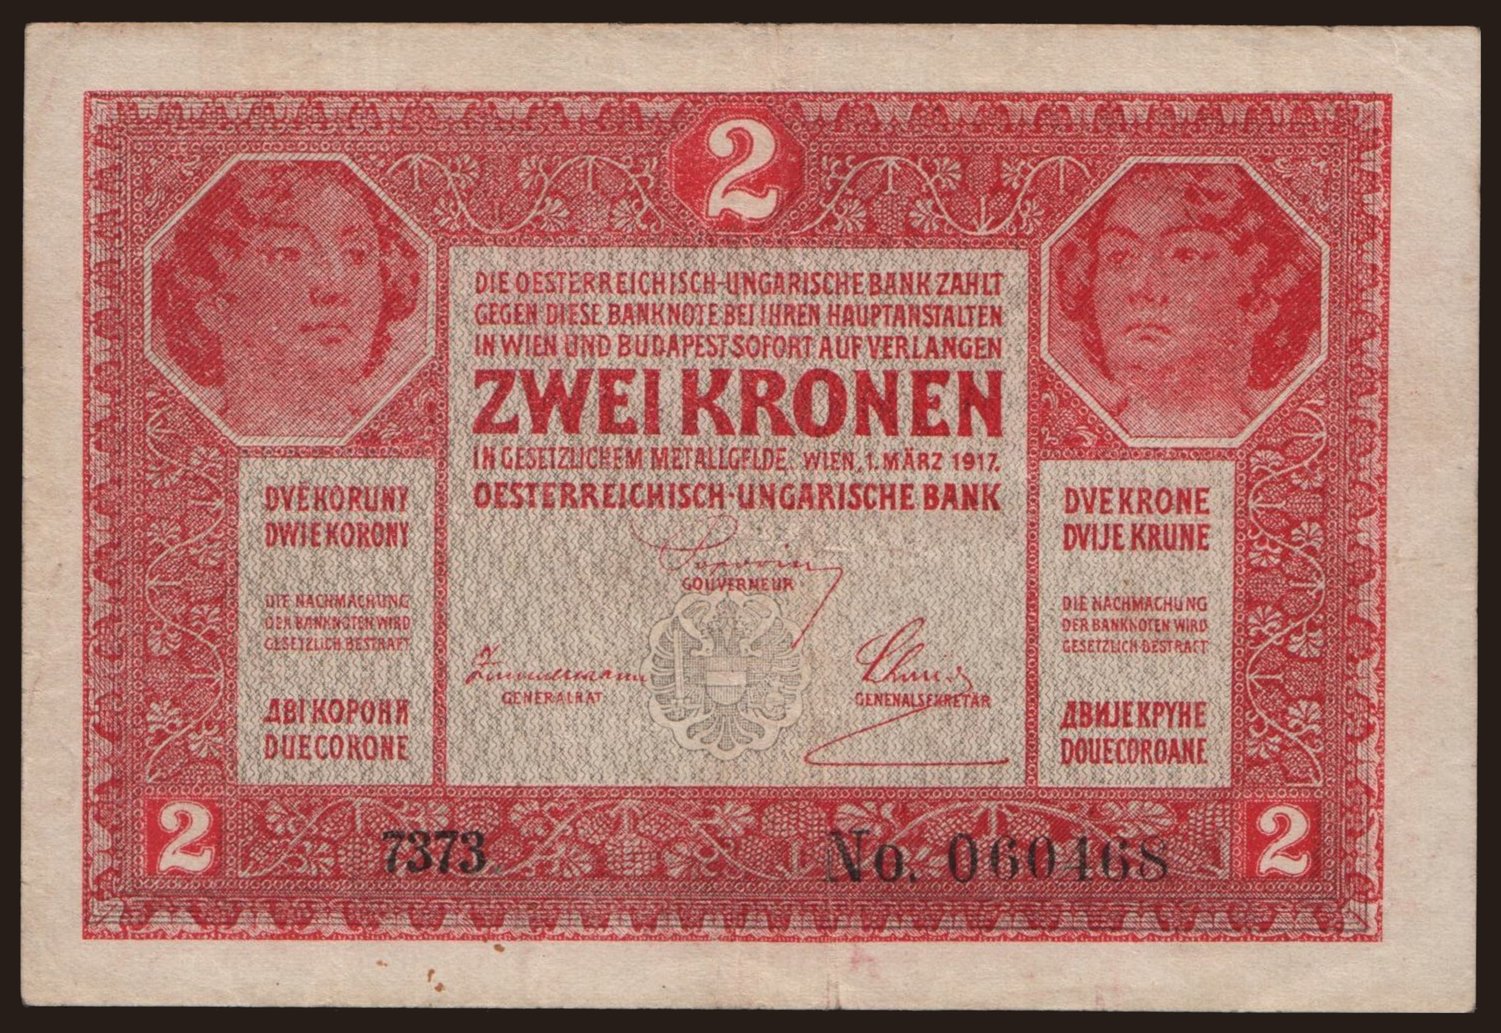 2
DIE OESTERREICHISCH-UNGARISCHE BANK ZAHLT
GEGEN DIESE BANKNOTE BEI IHREN HAUPTANSTALTEN
IN WIEN UND BUDAPEST SOFORT AUF VERLANGEN
ZWEI KRONEN
IN GESETZLICHEM METALLGELDE. WIEN, 1. MÄRZ 1917.
OESTERREICHISCH-UNGARISCHE BANK
Popovics
GOUVERNEUR
GENERALRAT
GENERALSEKRETÄR
DVĚ KORUNY
DWIE KORONY
DIE NACHMACHUNG
DER BANKNOTEN WIRD
GESETZLICH BESTRAFT
ДВІ КОРОНИ
DUE CORONE
DVE KRONE
DVIJE KRUNE
DIE NACHMACHUNG
DER BANKNOTEN WIRD
GESETZLICH BESTRAFT
ДВИЈЕ КРУНЕ
DOUE COROANE
2
7373
No. 060468
2